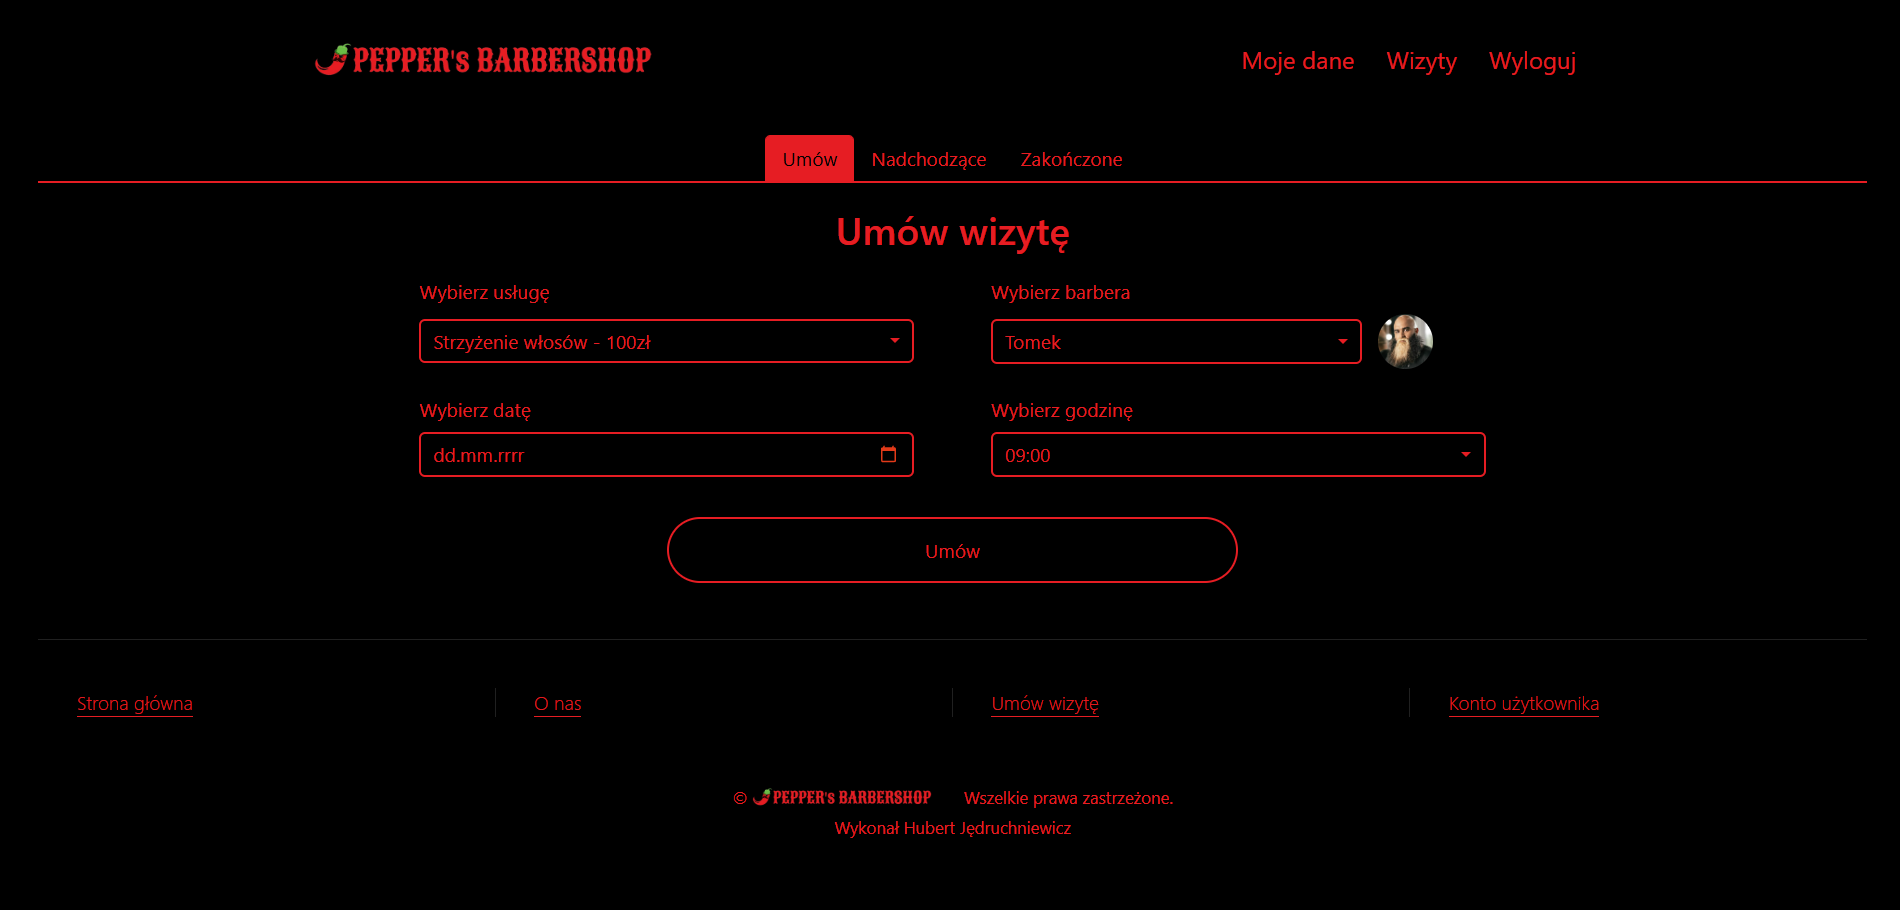 PEPPER's BARBERSHOP
Moje dane Wizyty Wyloguj
Umów Nadchodzące Zakończone
Umów wizytę
Wybierz usługę
Strzyżenie włosów - 100zł
Wybierz barbera
Tomek
Wybierz datę
dd.mm.rrrr
Wybierz godzinę
09:00
Umów
Strona główna
O nas
Umów wizytę
Konto użytkownika
© PEPPER's BARBERSHOP Wszelkie prawa zastrzeżone.
Wykonał Hubert Jędruchniewicz